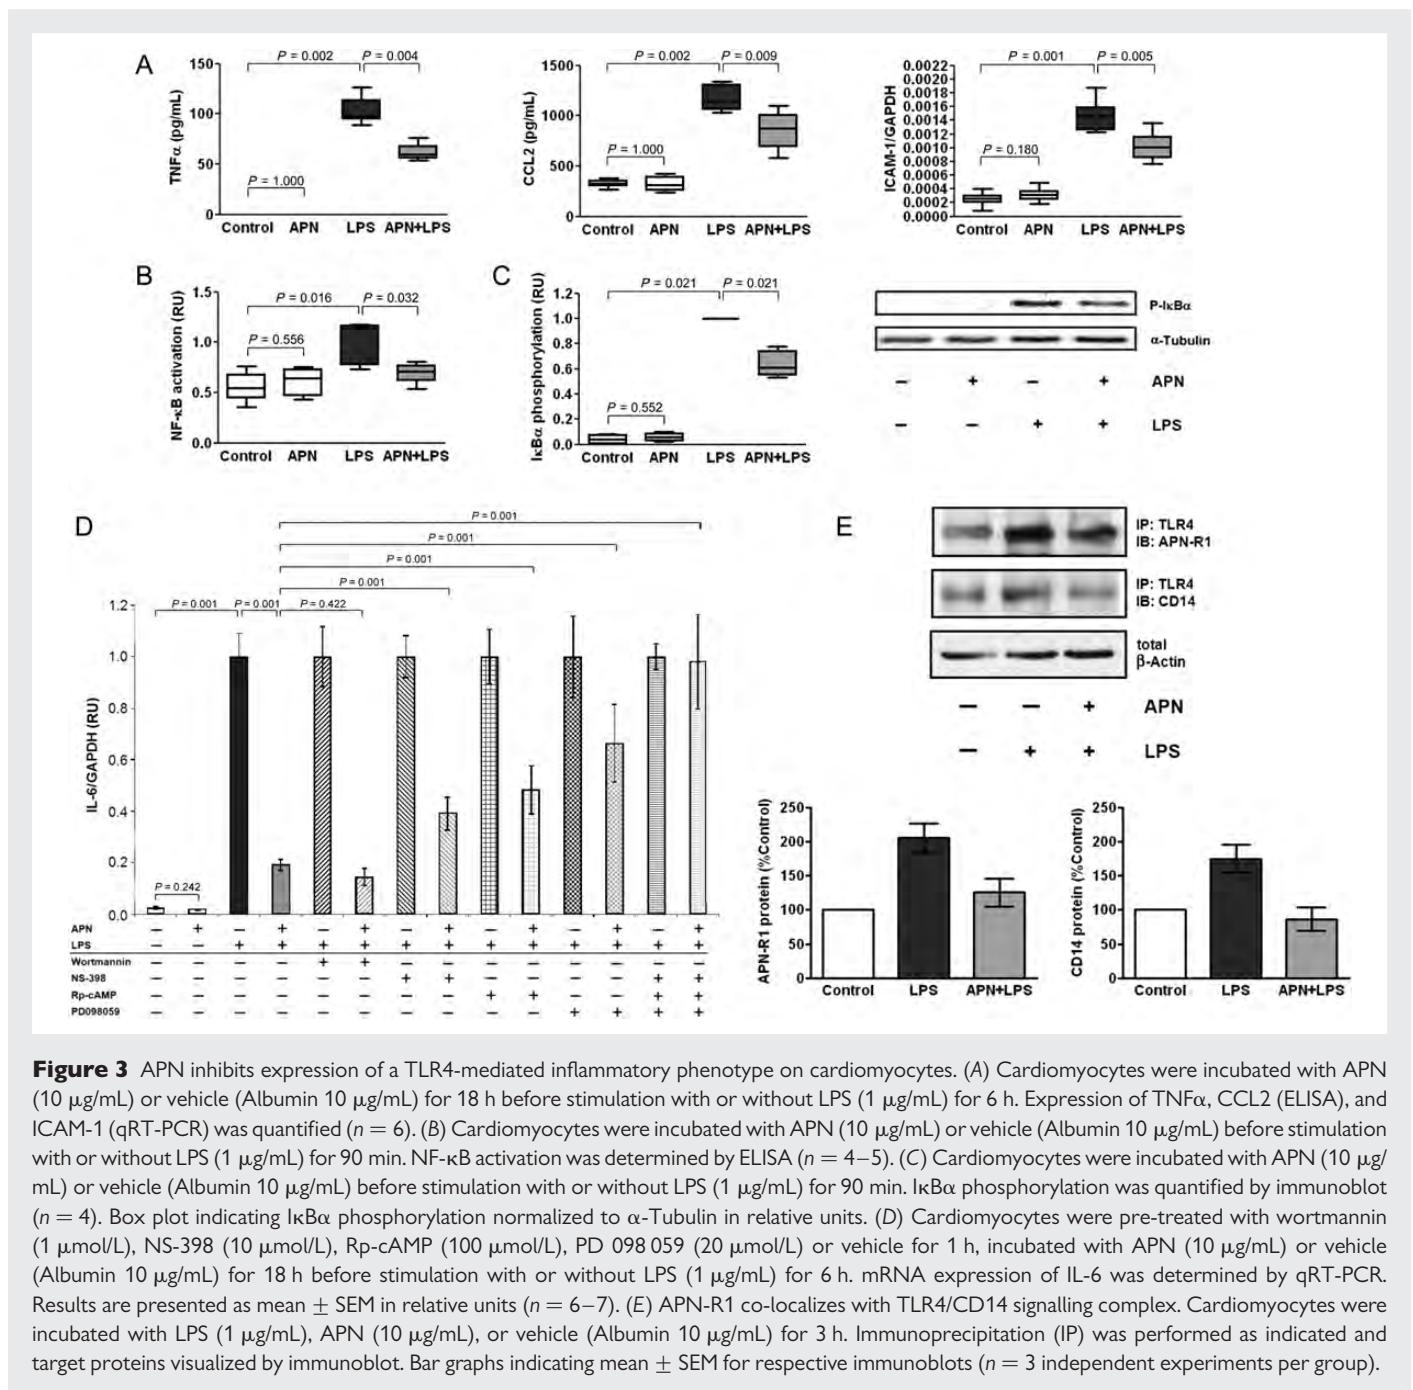 A
P = 0.002
P = 0.004
150
100
50
0
TNFα (pg/mL)
P = 1.000
Control APN LPS APN+LPS
P = 0.002
P = 0.009
1500
1000
500
0
CCL2 (pg/mL)
P = 1.000
Control APN LPS APN+LPS
P = 0.001
P = 0.005
0.0022
0.0020
0.0018
0.0016
0.0014
0.0012
0.0010
0.0008
0.0006
0.0004
0.0002
0.0000
ICAM-1/GAPDH
P = 0.180
Control APN LPS APN+LPS
B
P = 0.016
P = 0.032
1.5
1.0
0.5
0.0
NF-κB activation (RU)
P = 0.556
Control APN LPS APN+LPS
C
P = 0.021
P = 0.021
1.2
1.0
0.8
0.6
0.4
0.2
0.0
IκBα phosphorylation (RU)
P = 0.552
Control APN LPS APN+LPS
P-IκBα
α-Tubulin
– + – + APN
– – + + LPS
D
P = 0.001
P = 0.001
P = 0.001
P = 0.001
P = 0.001 P = 0.001 P = 0.422
1.2
1.0
0.8
0.6
0.4
0.2
0.0
IL-6/GAPDH (RU)
P = 0.242
APN – + – + – + – + – + – + – +
LPS – – + + + + + + + + + + + +
Wortmannin – – – – + + – – – – – – – –
NS-398 – – – – – – + + – – – – + +
Rp-cAMP – – – – – – – – + + – – + +
PD098059 – – – – – – – – – – + + + +
E
IP: TLR4
IB: APN-R1
IP: TLR4
IB: CD14
total
β-Actin
– – + APN
– + + LPS
250
200
150
100
50
0
APN-R1 protein (%Control)
Control LPS APN+LPS
250
200
150
100
50
0
CD14 protein (%Control)
Control LPS APN+LPS
Figure 3 APN inhibits expression of a TLR4-mediated inflammatory phenotype on cardiomyocytes. (A) Cardiomyocytes were incubated with APN
(10 μg/mL) or vehicle (Albumin 10 μg/mL) for 18 h before stimulation with or without LPS (1 μg/mL) for 6 h. Expression of TNFα, CCL2 (ELISA), and
ICAM-1 (qRT-PCR) was quantified (n = 6). (B) Cardiomyocytes were incubated with APN (10 μg/mL) or vehicle (Albumin 10 μg/mL) before stimulation
with or without LPS (1 μg/mL) for 90 min. NF-κB activation was determined by ELISA (n = 4–5). (C) Cardiomyocytes were incubated with APN (10 μg/
mL) or vehicle (Albumin 10 μg/mL) before stimulation with or without LPS (1 μg/mL) for 90 min. IκBα phosphorylation was quantified by immunoblot
(n = 4). Box plot indicating IκBα phosphorylation normalized to α-Tubulin in relative units. (D) Cardiomyocytes were pre-treated with wortmannin
(1 μmol/L), NS-398 (10 μmol/L), Rp-cAMP (100 μmol/L), PD 098 059 (20 μmol/L) or vehicle for 1 h, incubated with APN (10 μg/mL) or vehicle
(Albumin 10 μg/mL) for 18 h before stimulation with or without LPS (1 μg/mL) for 6 h. mRNA expression of IL-6 was determined by qRT-PCR.
Results are presented as mean ± SEM in relative units (n = 6–7). (E) APN-R1 co-localizes with TLR4/CD14 signalling complex. Cardiomyocytes were
incubated with LPS (1 μg/mL), APN (10 μg/mL), or vehicle (Albumin 10 μg/mL) for 3 h. Immunoprecipitation (IP) was performed as indicated and
target proteins visualized by immunoblot. Bar graphs indicating mean ± SEM for respective immunoblots (n = 3 independent experiments per group).